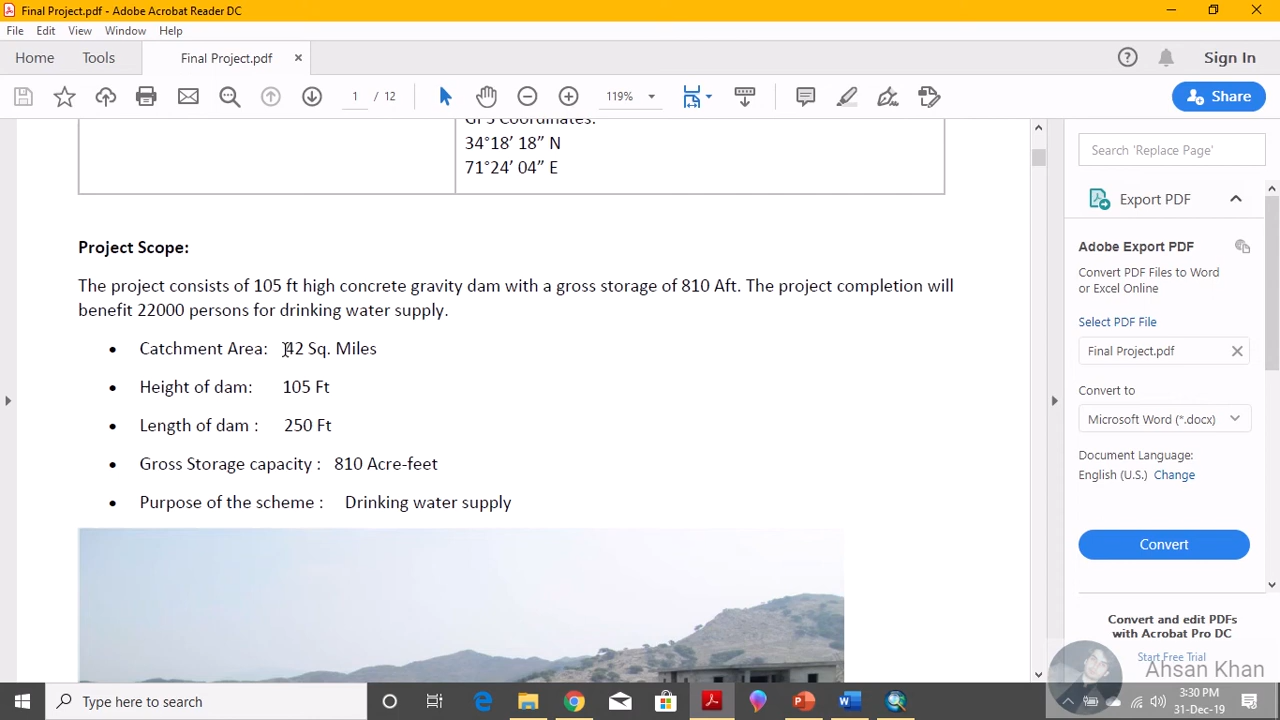 Final Project.pdf - Adobe Acrobat Reader DC
File Edit View Window Help
Home Tools Final Project.pdf × Sign In
1 / 12 119% Share
GPS Coordinates:
34°18’ 18” N
71°24’ 04” E
Project Scope:
The project consists of 105 ft high concrete gravity dam with a gross storage of 810 Aft. The project completion will
benefit 22000 persons for drinking water supply.
• Catchment Area: 42 Sq. Miles
• Height of dam: 105 Ft
• Length of dam : 250 Ft
• Gross Storage capacity : 810 Acre-feet
• Purpose of the scheme : Drinking water supply
Search 'Replace Page'
Export PDF
Adobe Export PDF
Convert PDF Files to Word
or Excel Online
Select PDF File
Final Project.pdf
Convert to
Microsoft Word (*.docx)
Document Language:
English (U.S.) Change
Convert
Convert and edit PDFs
with Acrobat Pro DC
Start Free Trial
Ahsan Khan
Type here to search
3:30 PM
31-Dec-19